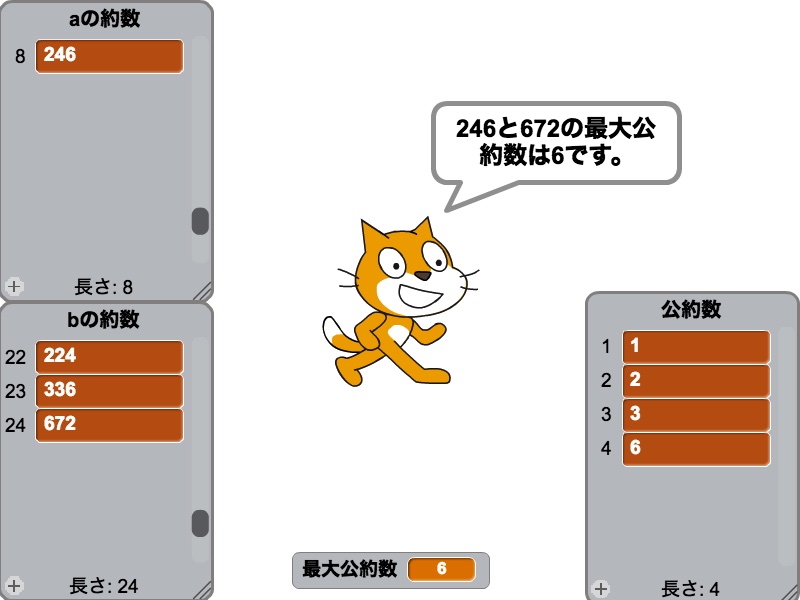 aの約数
8 246
長さ: 8
bの約数
22 224
23 336
24 672
長さ: 24
246と672の最大公
約数は6です。
最大公約数 6
公約数
1 1
2 2
3 3
4 6
長さ: 4